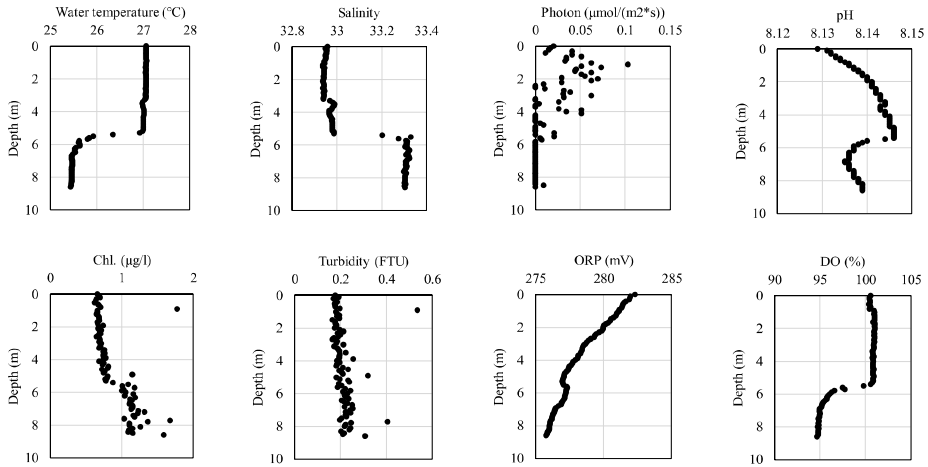 Water temperature (℃)
25 26 27 28
0
2
4
6
8
10
Depth (m)
Salinity
32.8 33 33.2 33.4
0
2
4
6
8
10
Depth (m)
Photon (μmol/(m2*s))
0 0.05 0.1 0.15
0
2
4
6
8
10
Depth (m)
pH
8.12 8.13 8.14 8.15
0
2
4
6
8
10
Depth (m)
Chl. (μg/l)
0 1 2
0
2
4
6
8
10
Depth (m)
Turbidity (FTU)
0 0.2 0.4 0.6
0
2
4
6
8
10
Depth (m)
ORP (mV)
275 280 285
0
2
4
6
8
10
Depth (m)
DO (%)
90 95 100 105
0
2
4
6
8
10
Depth (m)